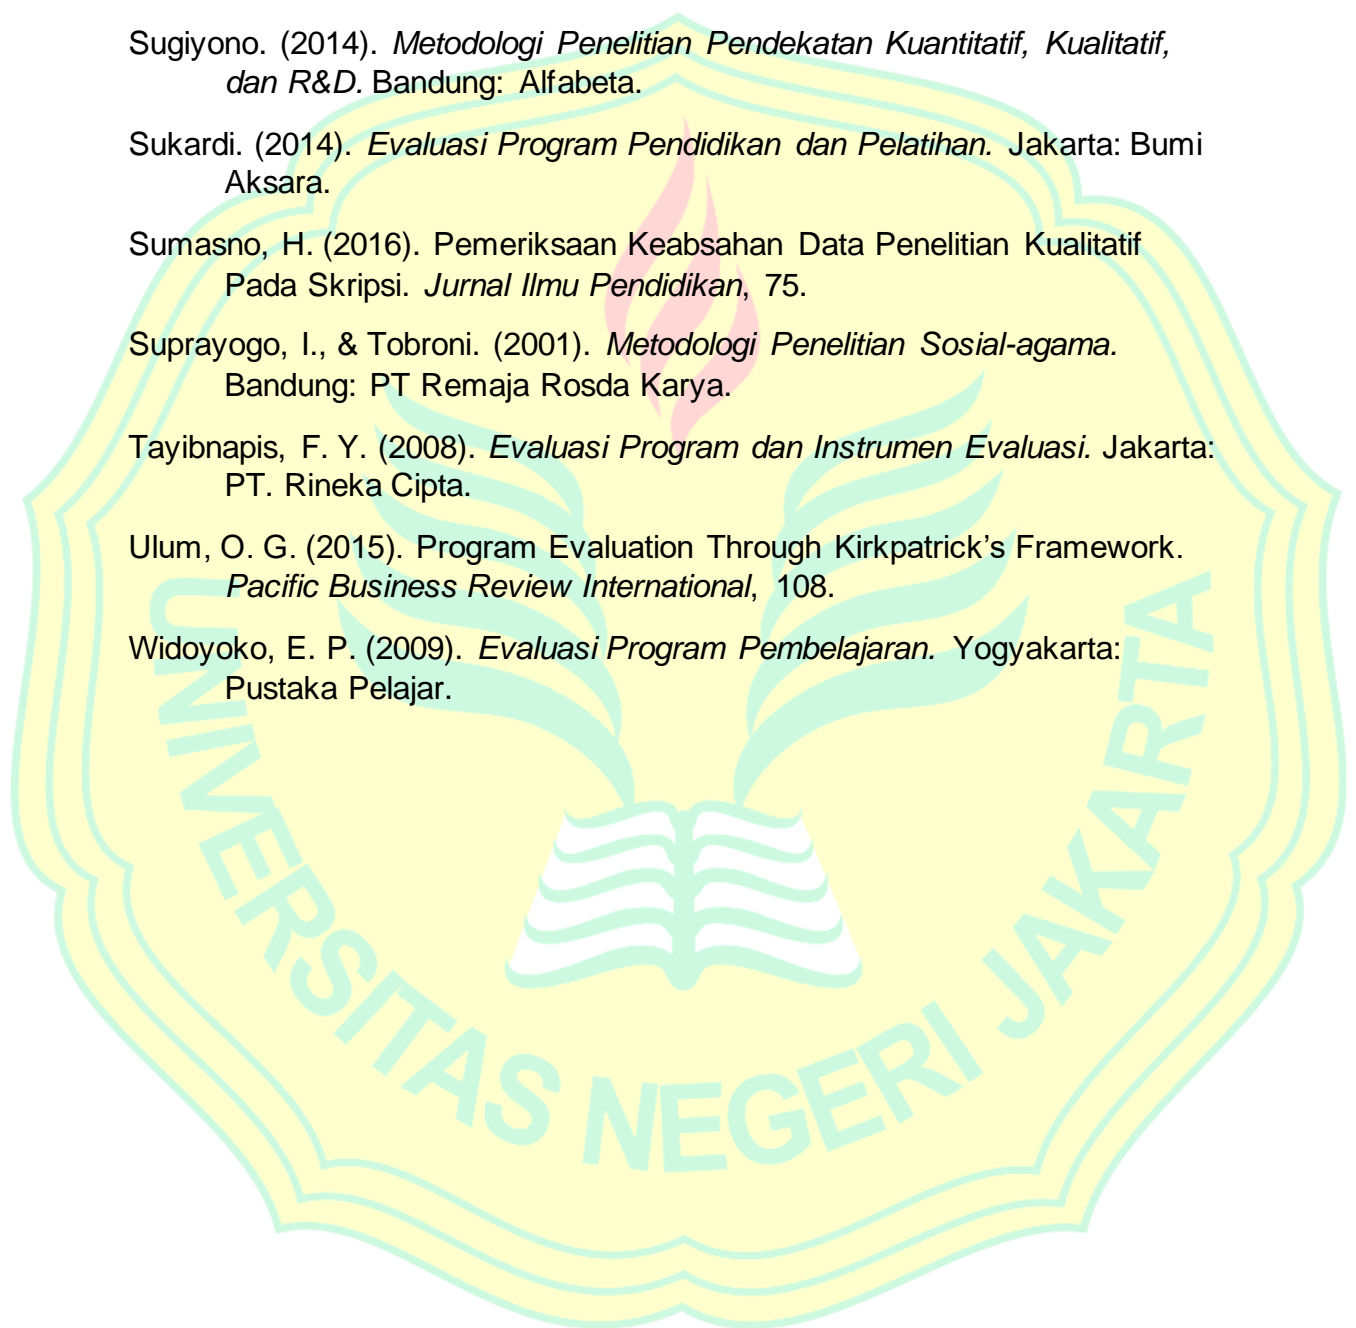 Sugiyono. (2014). Metodologi Penelitian Pendekatan Kuantitatif, Kualitatif,
dan R&D. Bandung: Alfabeta.
Sukardi. (2014). Evaluasi Program Pendidikan dan Pelatihan. Jakarta: Bumi
Aksara.
Sumasno, H. (2016). Pemeriksaan Keabsahan Data Penelitian Kualitatif
Pada Skripsi. Jurnal Ilmu Pendidikan, 75.
Suprayogo, I., & Tobroni. (2001). Metodologi Penelitian Sosial-agama.
Bandung: PT Remaja Rosda Karya.
Tayibnapis, F. Y. (2008). Evaluasi Program dan Instrumen Evaluasi. Jakarta:
PT. Rineka Cipta.
Ulum, O. G. (2015). Program Evaluation Through Kirkpatrick’s Framework.
Pacific Business Review International, 108.
Widoyoko, E. P. (2009). Evaluasi Program Pembelajaran. Yogyakarta:
Pustaka Pelajar.
UNIVERSITAS NEGERI JAKARTA